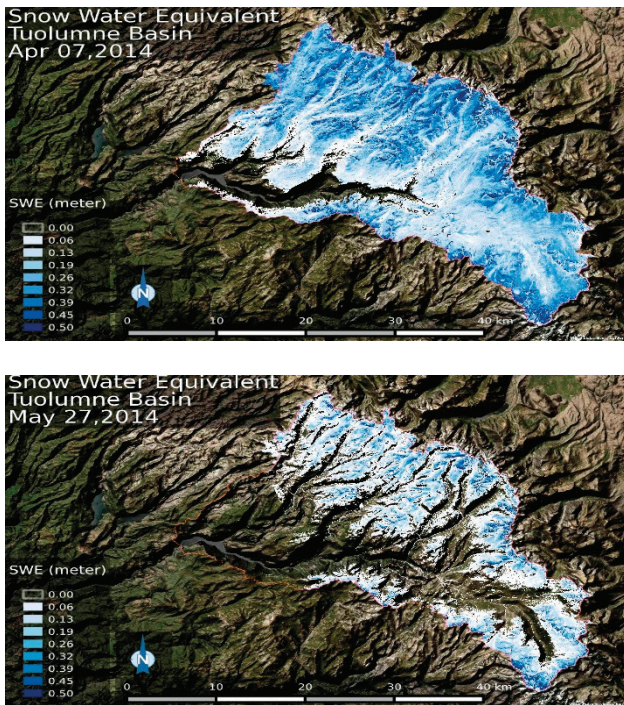 Snow Water Equivalent
Tuolumne Basin
Apr 07,2014
SWE (meter)
0.00
0.06
0.13
0.19
0.26
0.32
0.39
0.45
0.50
N
0 10 20 30 40 km
Snow Water Equivalent
Tuolumne Basin
May 27,2014
SWE (meter)
0.00
0.06
0.13
0.19
0.26
0.32
0.39
0.45
0.50
N
0 10 20 30 40 km